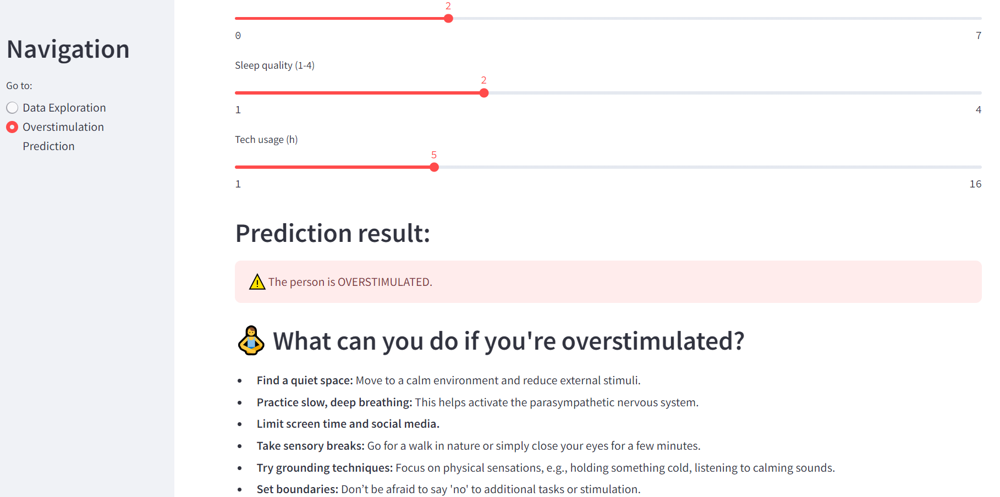 Navigation
Go to:
Data Exploration
Overstimulation
Prediction
2
0 7
Sleep quality (1-4)
2
1 4
Tech usage (h)
5
1 16
Prediction result:
⚠️ The person is OVERSTIMULATED.
🧘 What can you do if you're overstimulated?
• Find a quiet space: Move to a calm environment and reduce external stimuli.
• Practice slow, deep breathing: This helps activate the parasympathetic nervous system.
• Limit screen time and social media.
• Take sensory breaks: Go for a walk in nature or simply close your eyes for a few minutes.
• Try grounding techniques: Focus on physical sensations, e.g., holding something cold, listening to calming sounds.
• Set boundaries: Don’t be afraid to say 'no' to additional tasks or stimulation.